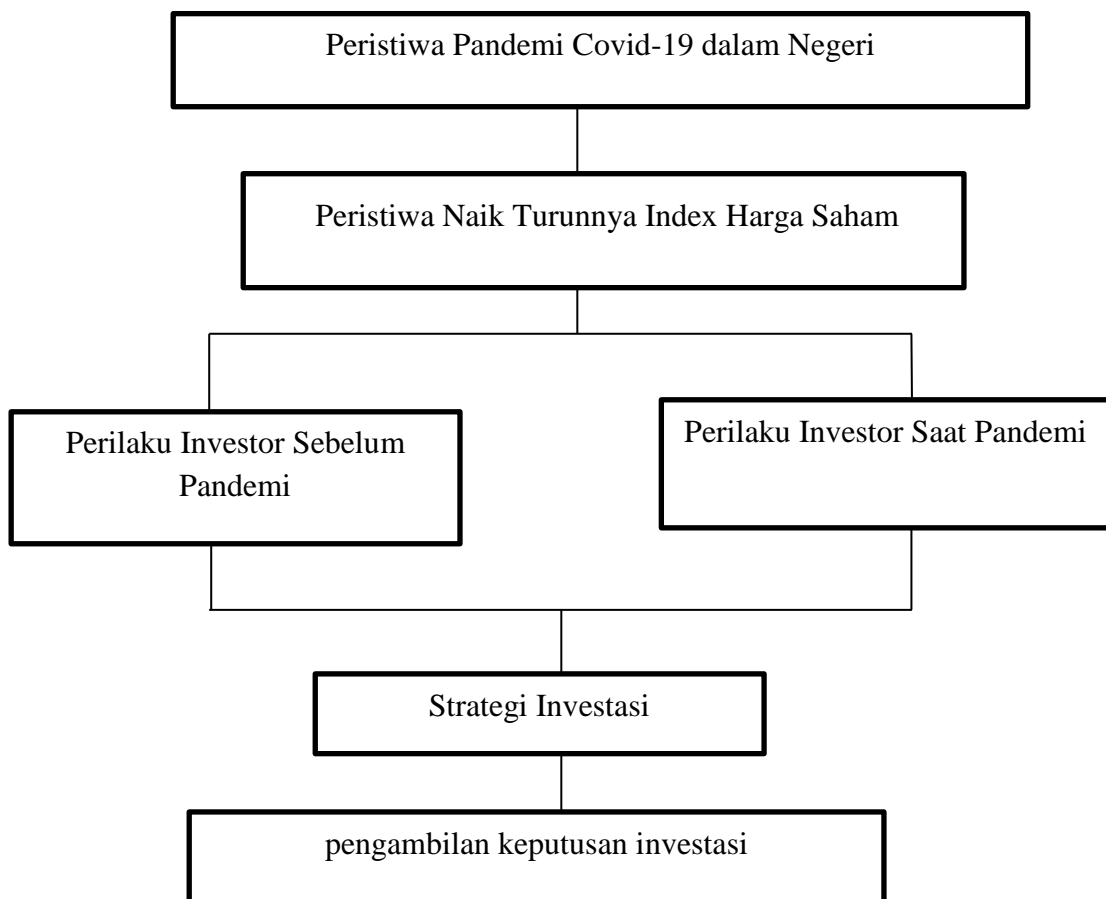 Peristiwa Pandemi Covid-19 dalam Negeri
Peristiwa Naik Turunnya Index Harga Saham
Perilaku Investor Sebelum
Pandemi
Perilaku Investor Saat Pandemi
Strategi Investasi
pengambilan keputusan investasi